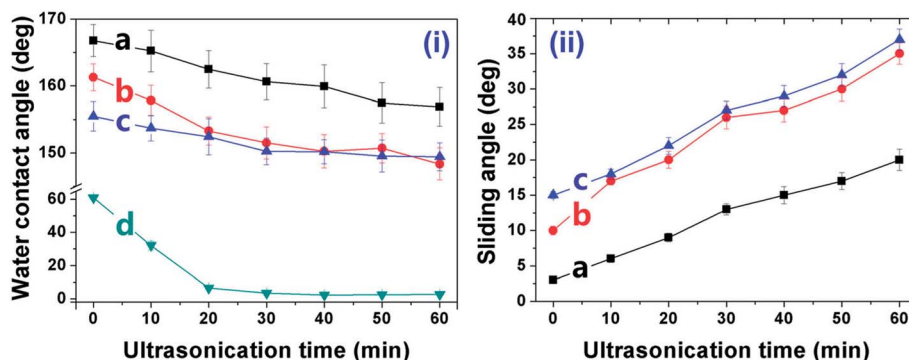 (i)
Water contact angle (deg)
170
160
150
60
40
20
0
a
b
c
d
0 10 20 30 40 50 60
Ultrasonication time (min)
(ii)
Sliding angle (deg)
40
35
30
25
20
15
10
5
0
c
b
a
0 10 20 30 40 50 60
Ultrasonication time (min)